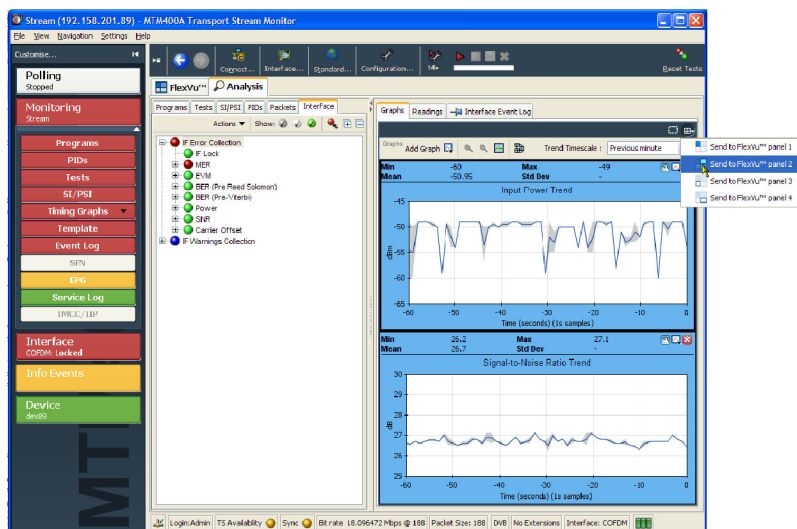 Stream (192.158.201.89) - MTM400A Transport Stream Monitor
File View Navigation Settings Help
Customise...
Connect... Interface... Standard... Configuration...
Reset Tests
Polling
Stopped
FlexVu™ Analysis
Monitoring
Stream
Programs Tests SI/PSI PIDs Packets Interface
Graphs Readings Interface Event Log
Actions Show:
Programs
PIDs
Tests
SI/PSI
Timing Graphs
Template
Event Log
SFN
EPG
Service Log
TMCC/IIP
Interface
COFDM: Locked
Info Events
Device
dev89
MTM
IF Error Collection
IF Lock
MER
EVM
BER (Pre Reed Solomon)
BER (Pre-Viterbi)
Power
SNR
Carrier Offset
IF Warnings Collection
Graphs Add Graph Trend Timescale : Previous minute
Send to FlexVu™ panel 1
Send to FlexVu™ panel 2
Send to FlexVu™ panel 3
Send to FlexVu™ panel 4
Min -60 Max -49
Mean -50.95 Std Dev -
Input Power Trend
-45
-50
-55
-60
-65
dBm
-60 -50 -40 -30 -20 -10 0
Time (seconds) (1s samples)
Min 26.2 Max 27.1
Mean 26.7 Std Dev -
Signal-to-Noise Ratio Trend
30
29
28
27
26
25
dB
-60 -50 -40 -30 -20 -10 0
Time (seconds) (1s samples)
Login:Admin TS Availability Sync Bit rate 18.096472 Mbps @ 188 Packet Size: 188 DVB No Extensions Interface: COFDM